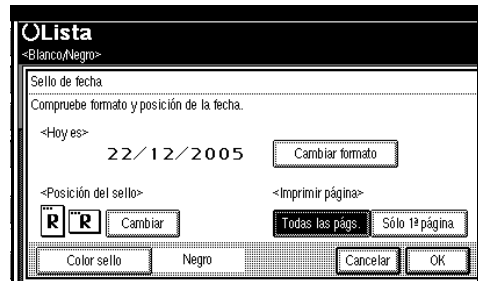 Lista
<Blanco/Negro>
Sello de fecha
Compruebe formato y posición de la fecha.
<Hoy es>
22/12/2005 Cambiar formato
<Posición del sello> <Imprimir página>
R R Cambiar Todas las págs. Sólo 1ª página
Color sello Negro Cancelar OK